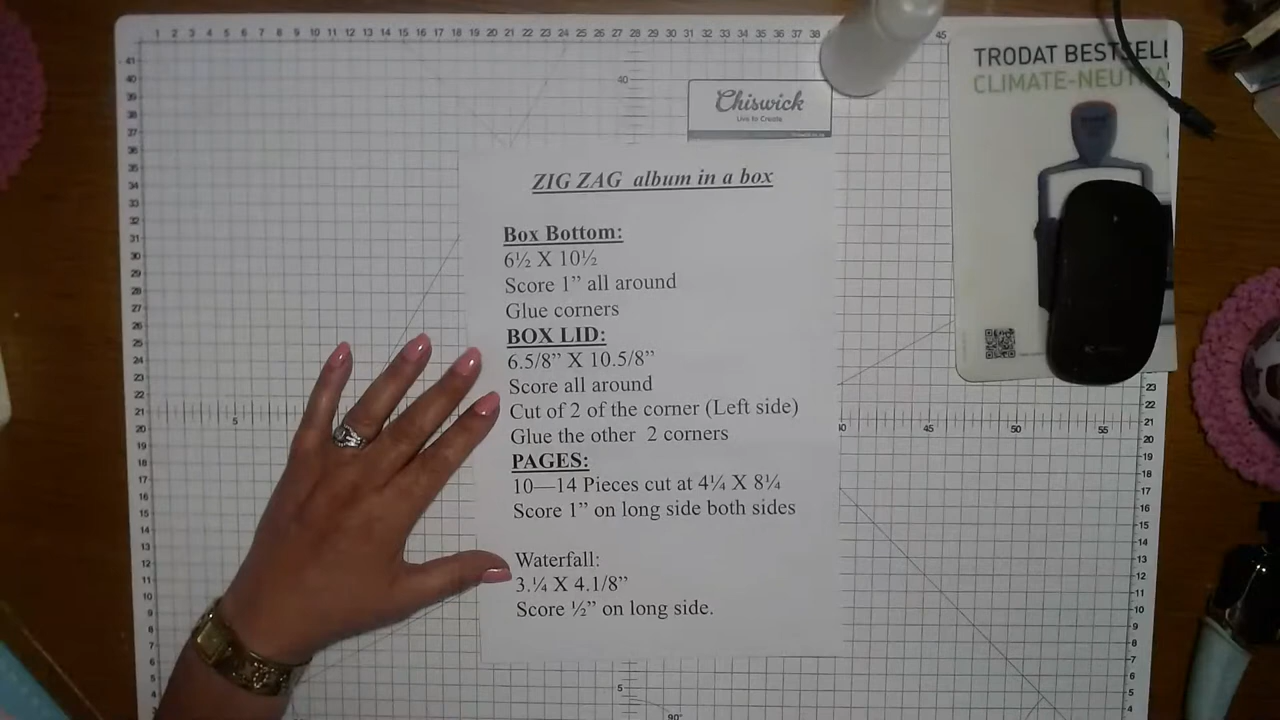 TRODAT BESTSELL
CLIMATE-NEUTRA
Chiswick
Live to Create
ZIG ZAG album in a box
Box Bottom:
6½ X 10½
Score 1” all around
Glue corners
BOX LID:
6.5/8” X 10.5/8”
Score all around
Cut of 2 of the corner (Left side)
Glue the other 2 corners
PAGES:
10—14 Pieces cut at 4¼ X 8¼
Score 1” on long side both sides
Waterfall:
3.¼ X 4.1/8”
Score ½” on long side.